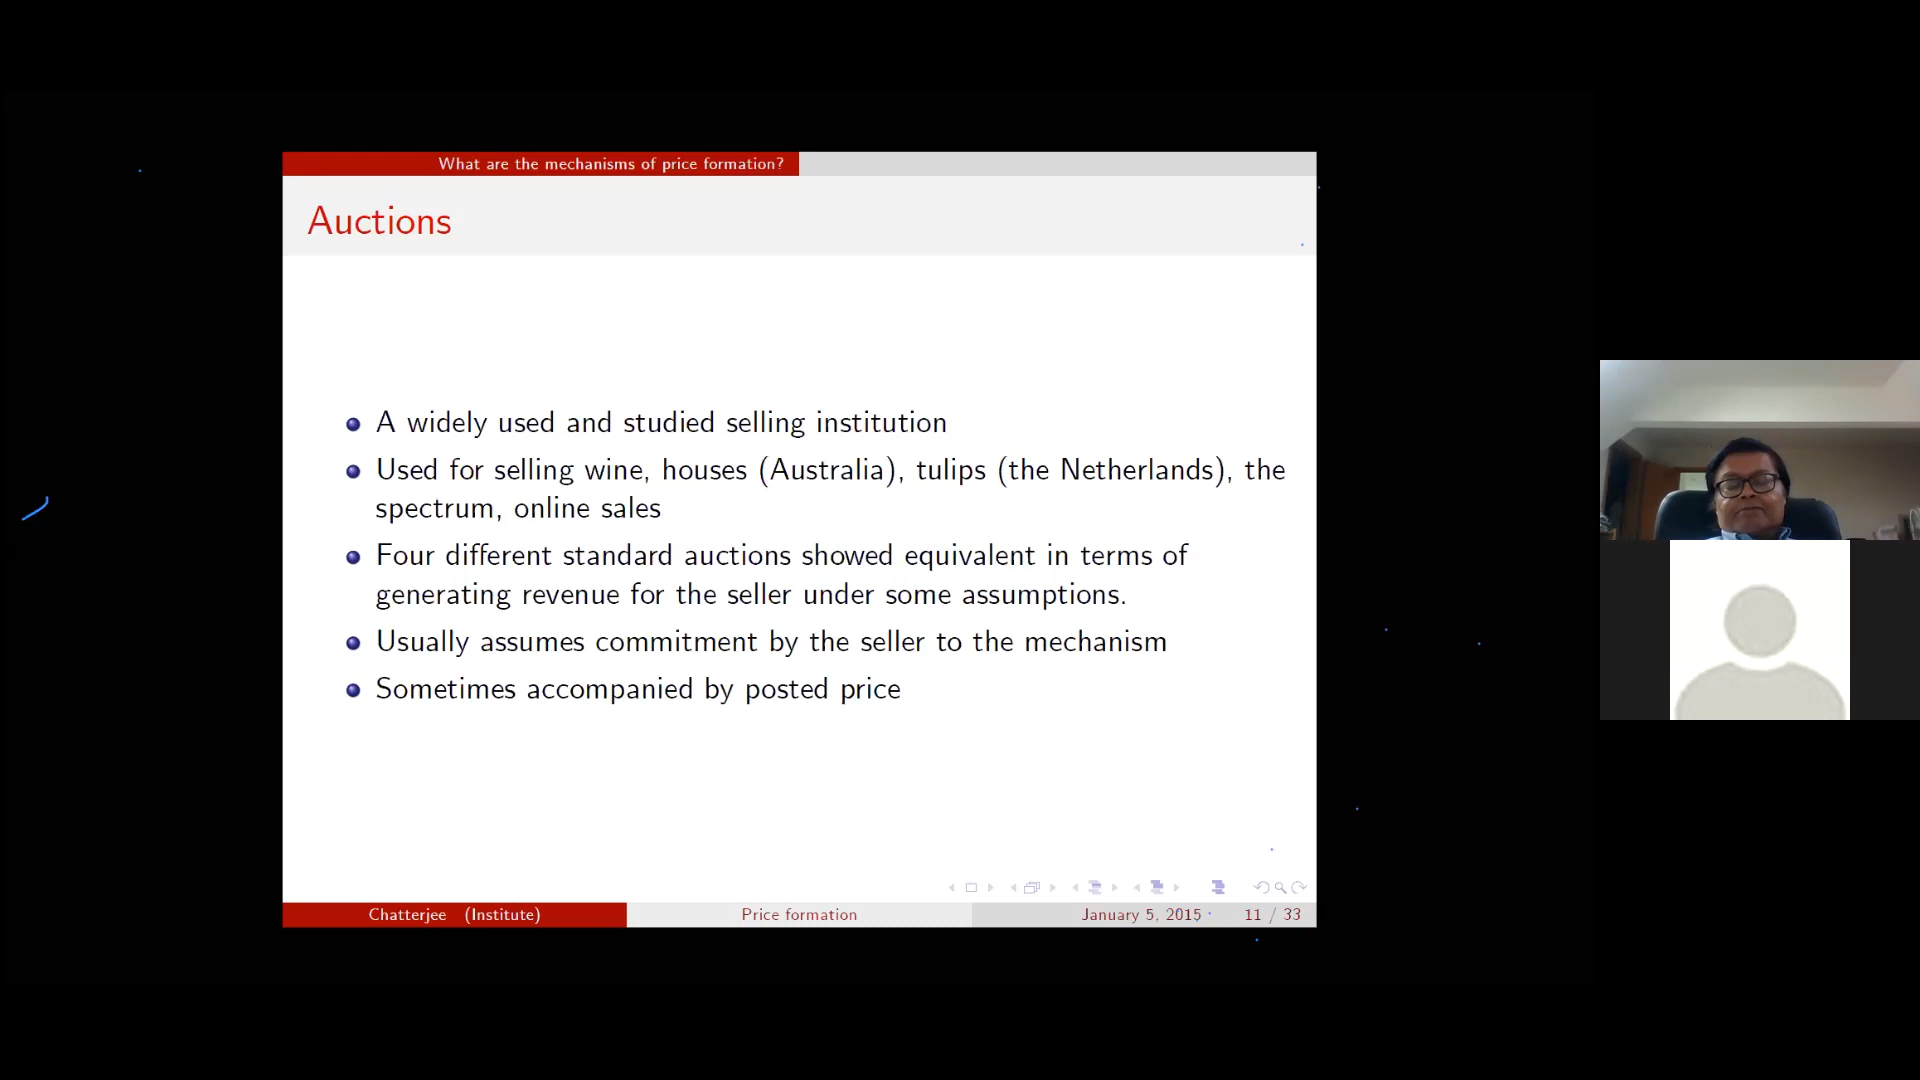 What are the mechanisms of price formation?
Auctions
A widely used and studied selling institution
Used for selling wine, houses (Australia), tulips (the Netherlands), the
spectrum, online sales
Four different standard auctions showed equivalent in terms of
generating revenue for the seller under some assumptions.
Usually assumes commitment by the seller to the mechanism
Sometimes accompanied by posted price
Chatterjee (Institute) Price formation January 5, 2015 11 / 33